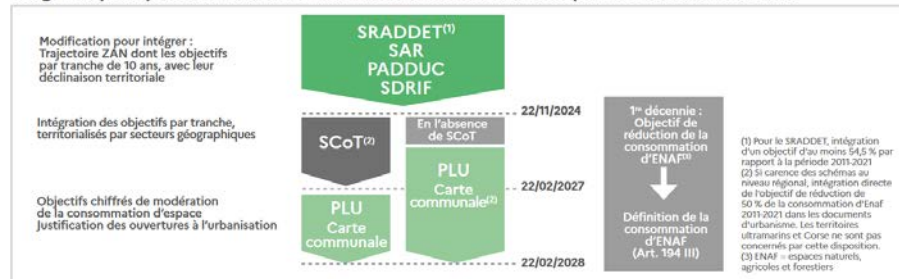 Modification pour intégrer :
Trajectoire ZAN dont les objectifs
par tranche de 10 ans, avec leur
déclinaison territoriale
SRADDET(1)
SAR
PADDUC
SDRIF
22/11/2024
Intégration des objectifs par tranche,
territorialisés par secteurs géographiques
SCoT(2)
En l'absence
de SCoT
PLU
Carte
communale(2)
22/02/2027
Objectifs chiffrés de modération
de la consommation d'espace
Justification des ouvertures à l'urbanisation
PLU
Carte
communale
22/02/2028
1re décennie :
Objectif de
réduction de la
consommation
d'ENAF(3)
Définition de la
consommation
d'ENAF
(Art. 194 III)
(1) Pour le SRADDET, intégration
d'un objectif d'au moins 54,5 % par
rapport à la période 2011-2021
(2) Si carence des schémas au
niveau régional, intégration directe
de l'objectif de réduction de
50 % de la consommation d'Enaf
2011-2021 dans les documents
d'urbanisme. Les territoires
ultramarins et Corse ne sont pas
concernés par cette disposition.
(3) ENAF = espaces naturels,
agricoles et forestiers